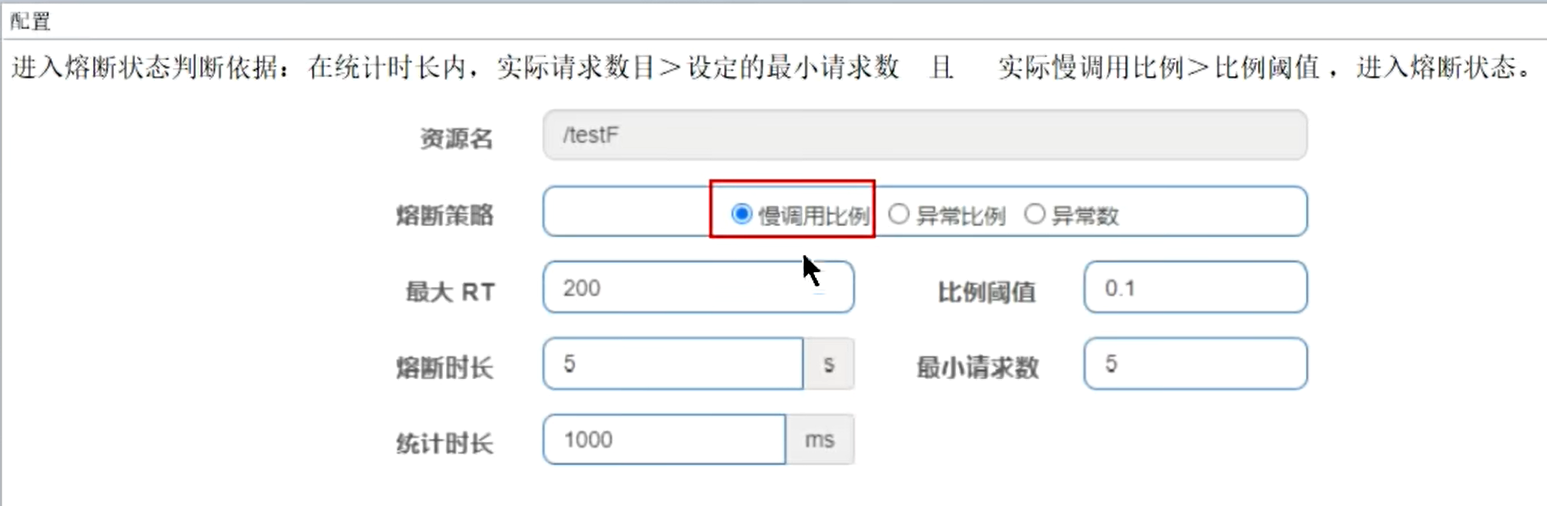 配置
进入熔断状态判断依据：在统计时长内，实际请求数目＞设定的最小请求数 且 实际慢调用比例＞比例阈值，进入熔断状态。
资源名 /testF
熔断策略 慢调用比例 异常比例 异常数
最大 RT 200 比例阈值 0.1
熔断时长 5 s 最小请求数 5
统计时长 1000 ms